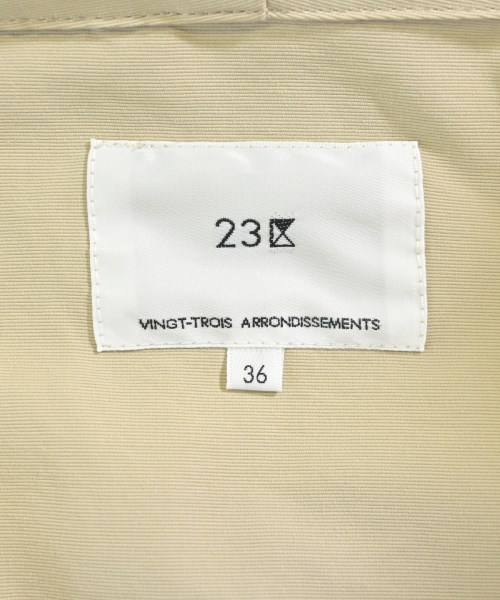 23区
VINGT-TROIS ARRONDISSEMENTS
36